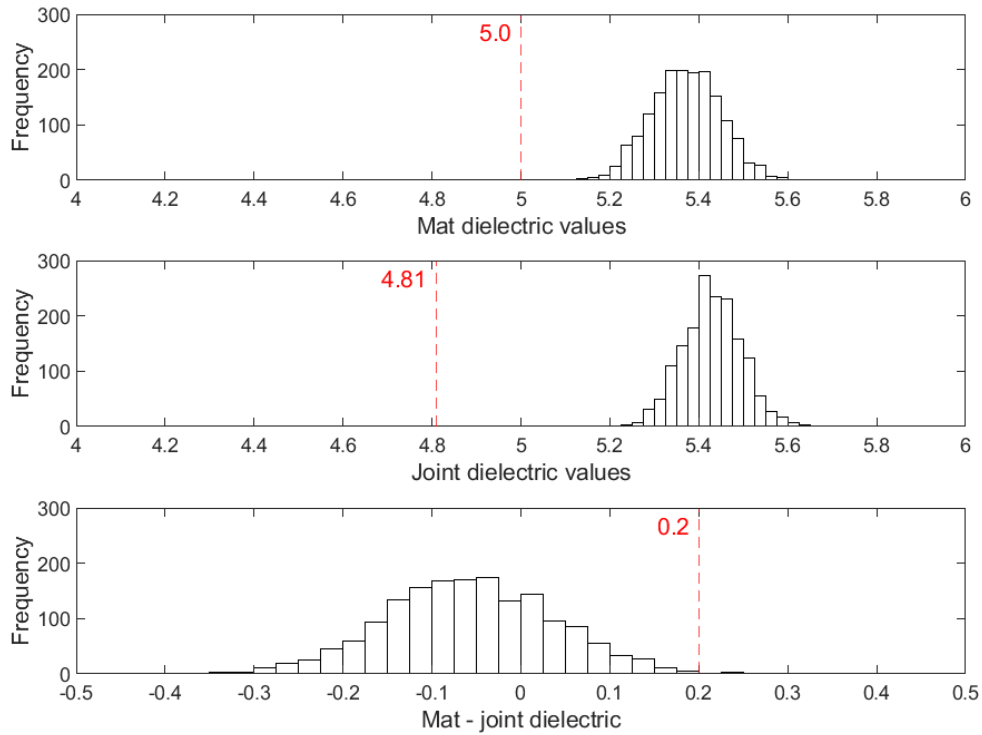 300
200
100
0
Frequency
5.0
4 4.2 4.4 4.6 4.8 5 5.2 5.4 5.6 5.8 6
Mat dielectric values
300
200
100
0
Frequency
4.81
4 4.2 4.4 4.6 4.8 5 5.2 5.4 5.6 5.8 6
Joint dielectric values
300
200
100
0
Frequency
0.2
-0.5 -0.4 -0.3 -0.2 -0.1 0 0.1 0.2 0.3 0.4 0.5
Mat - joint dielectric